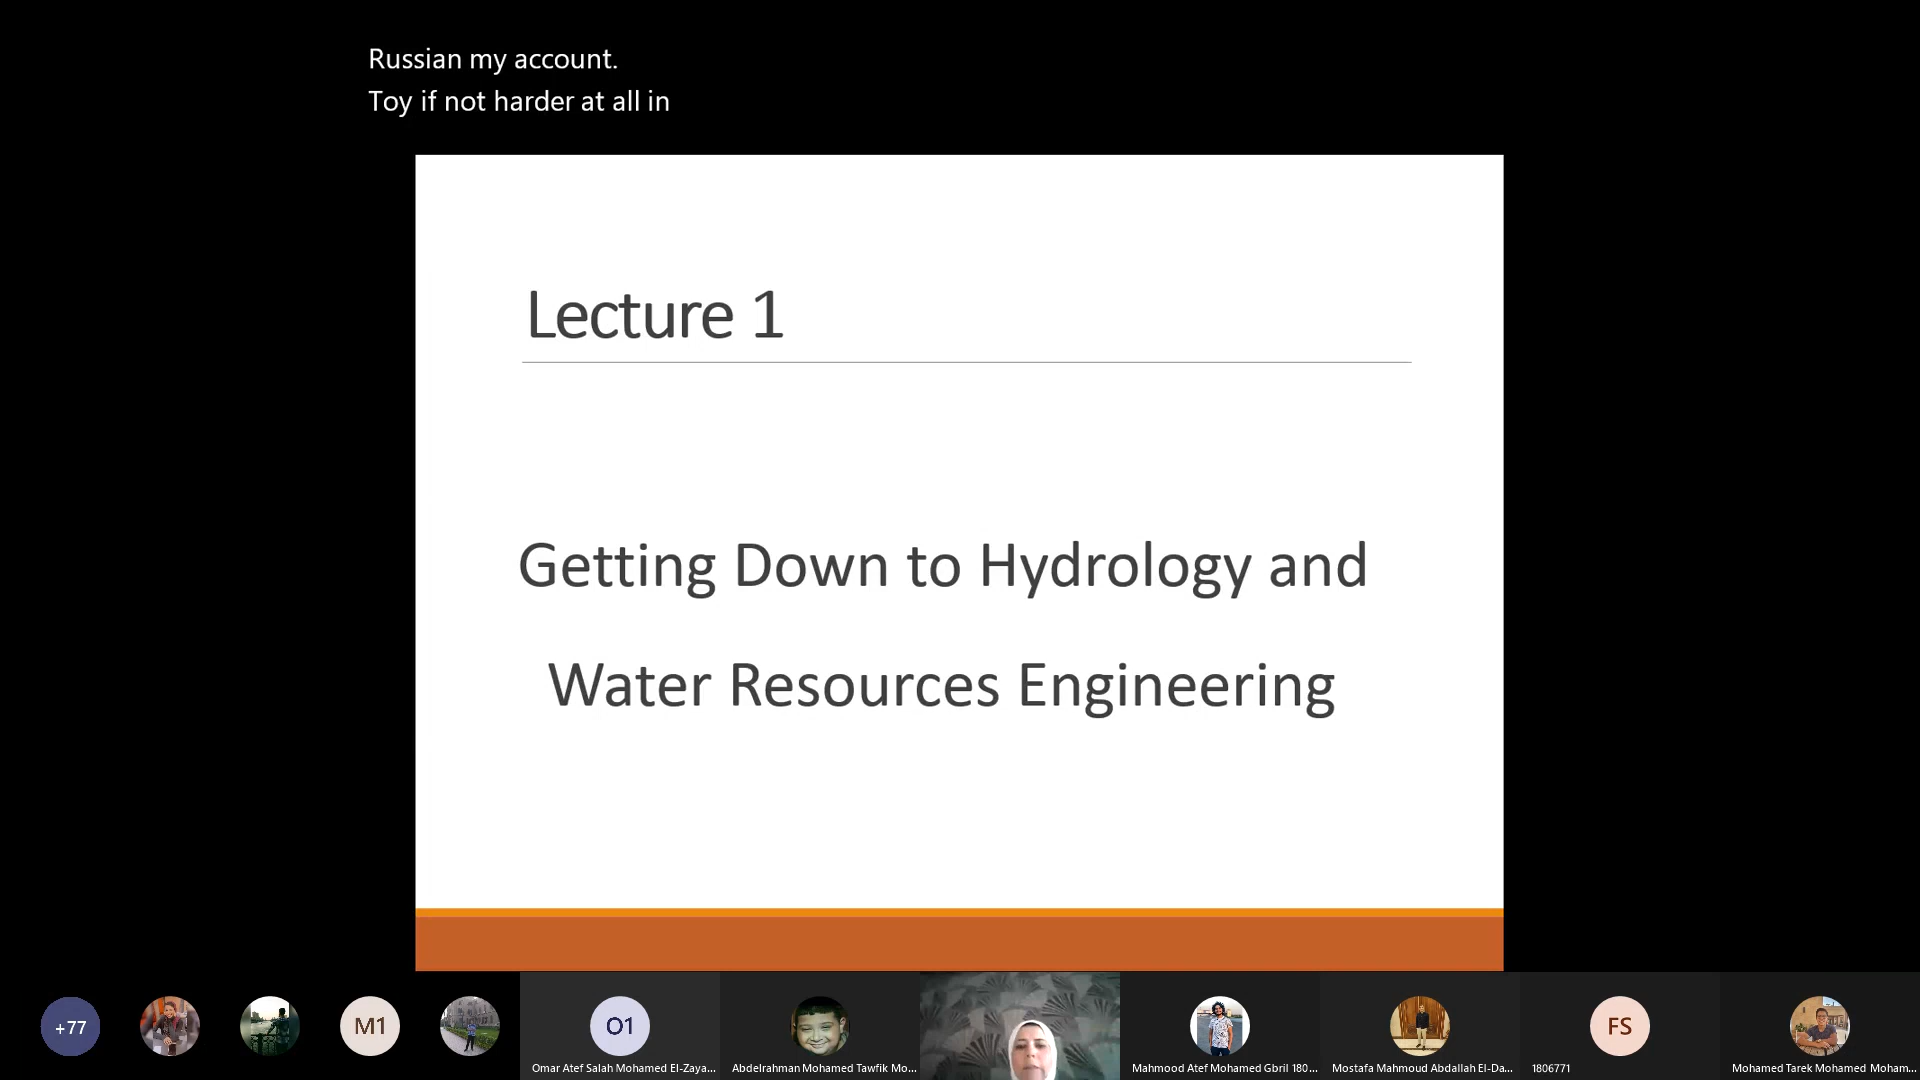 Russian my account.
Toy if not harder at all in
Lecture 1
Getting Down to Hydrology and
Water Resources Engineering
+77
M1
O1
FS
Omar Atef Salah Mohamed El-Zaya...
Abdelrahman Mohamed Tawfik Mo...
Mahmood Atef Mohamed Gbril 180...
Mostafa Mahmoud Abdallah El-Da...
1806771
Mohamed Tarek Mohamed Moham...